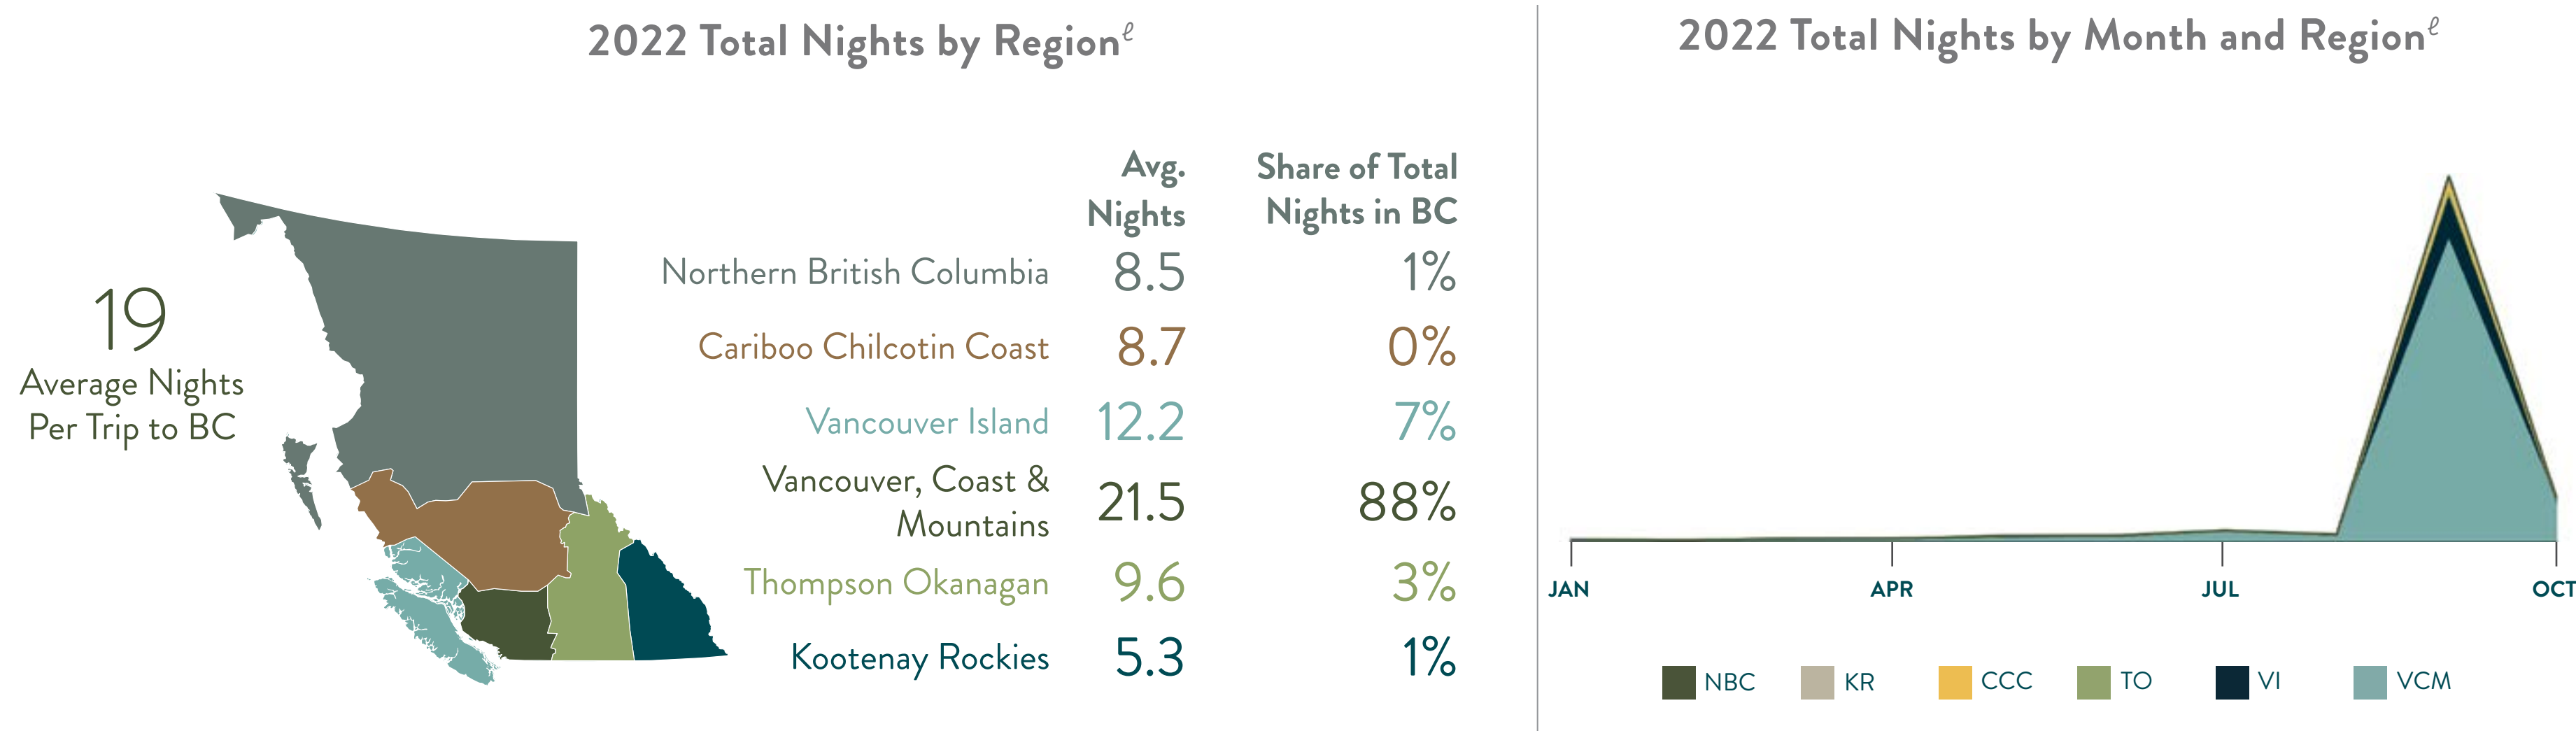 2022 Total Nights by Regionℓ
19
Average Nights
Per Trip to BC
Avg.
Nights
Share of Total
Nights in BC
Northern British Columbia 8.5 1%
Cariboo Chilcotin Coast 8.7 0%
Vancouver Island 12.2 7%
Vancouver, Coast &
Mountains 21.5 88%
Thompson Okanagan 9.6 3%
Kootenay Rockies 5.3 1%
2022 Total Nights by Month and Regionℓ
JAN APR JUL OCT
NBC KR CCC TO VI VCM